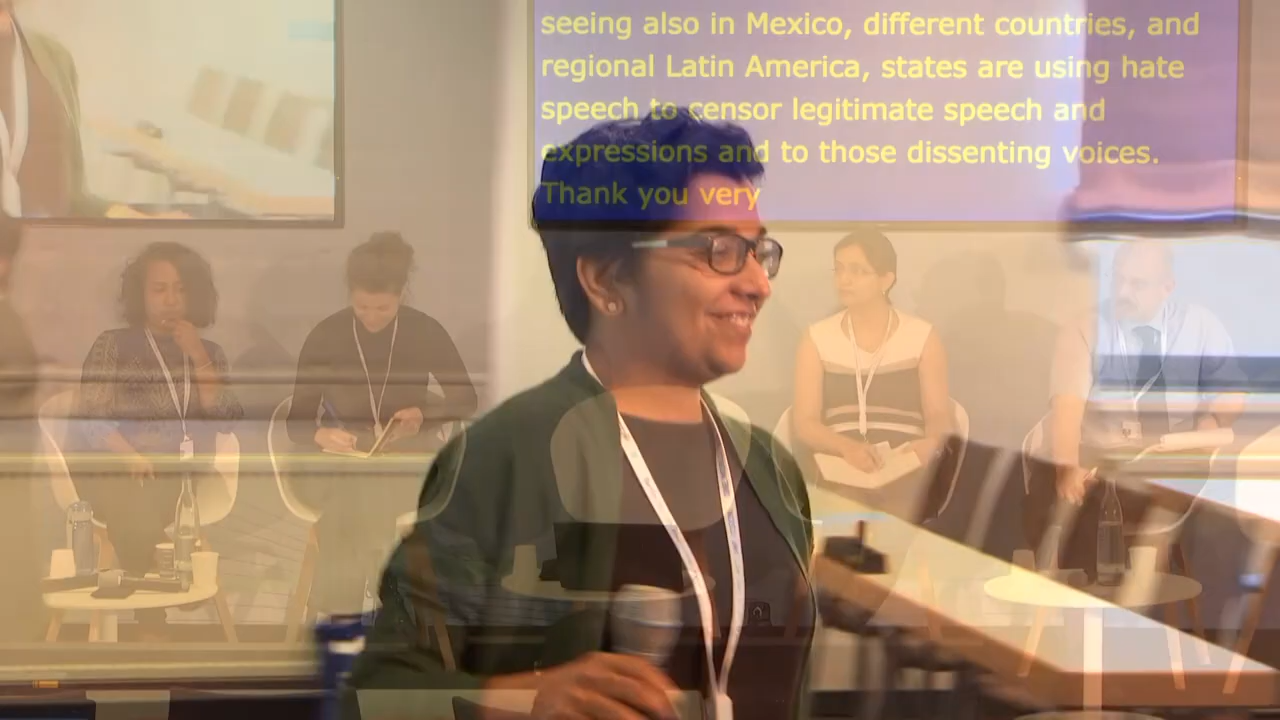 seeing also in Mexico, different countries, and
regional Latin America, states are using hate
speech to censor legitimate speech and
expressions and to those dissenting voices.
Thank you very